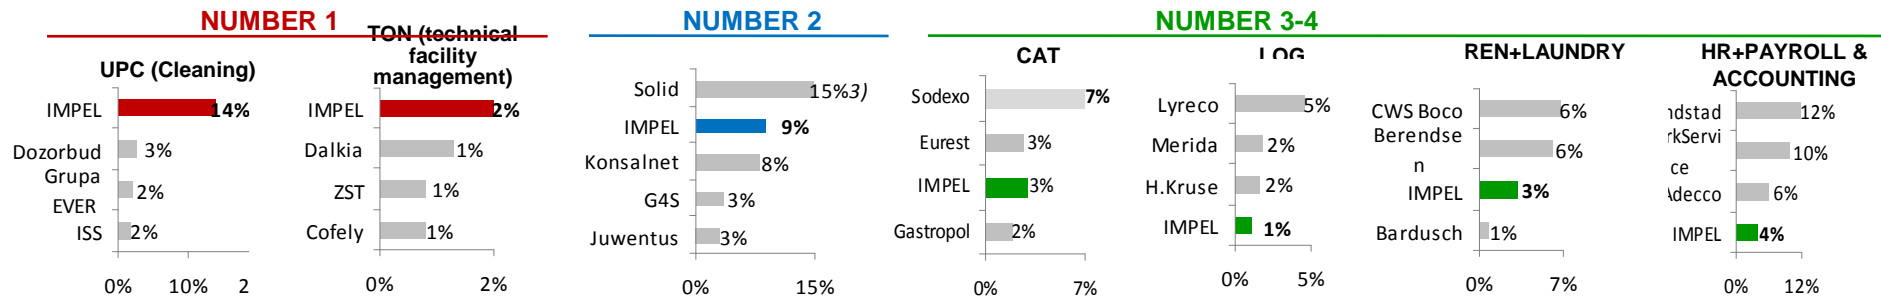 NUMBER 1
UPC (Cleaning)
IMPEL 14%
Dozorbud 3%
Grupa
EVER 2%
ISS 2%
0% 10% 2
TON (technical
facility
management)
IMPEL 2%
Dalkia 1%
ZST 1%
Cofely 1%
0% 2%
NUMBER 2
Solid 15%3)
IMPEL 9%
Konsalnet 8%
G4S 3%
Juwentus 3%
0% 15%
NUMBER 3-4
CAT
Sodexo 7%
Eurest 3%
IMPEL 3%
Gastropol 2%
0% 7%
LOG
Lyreco 5%
Merida 2%
H.Kruse 2%
IMPEL 1%
0% 5%
REN+LAUNDRY
CWS Boco 6%
Berendse
n 6%
IMPEL 3%
Bardusch 1%
0% 7%
HR+PAYROLL &
ACCOUNTING
ndstad 12%
rkServi
ce 10%
Adecco 6%
IMPEL 4%
0% 12%